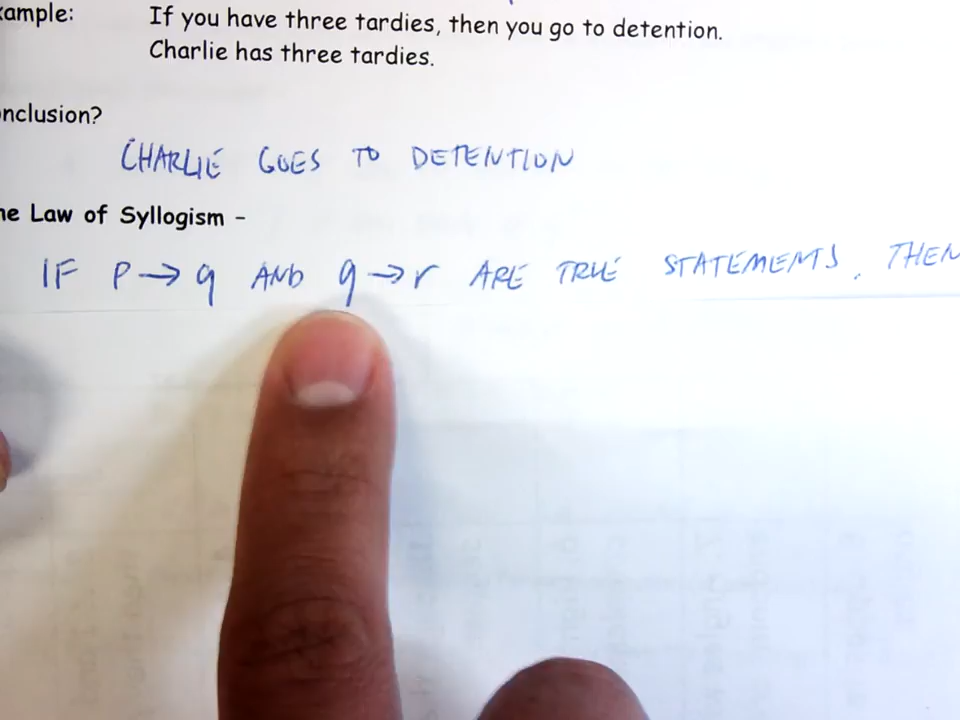 xample: If you have three tardies, then you go to detention.
Charlie has three tardies.
onclusion?
CHARLIE GOES TO DETENTION
he Law of Syllogism -
IF P → q AND q → r ARE TRUE STATEMENTS, THEN